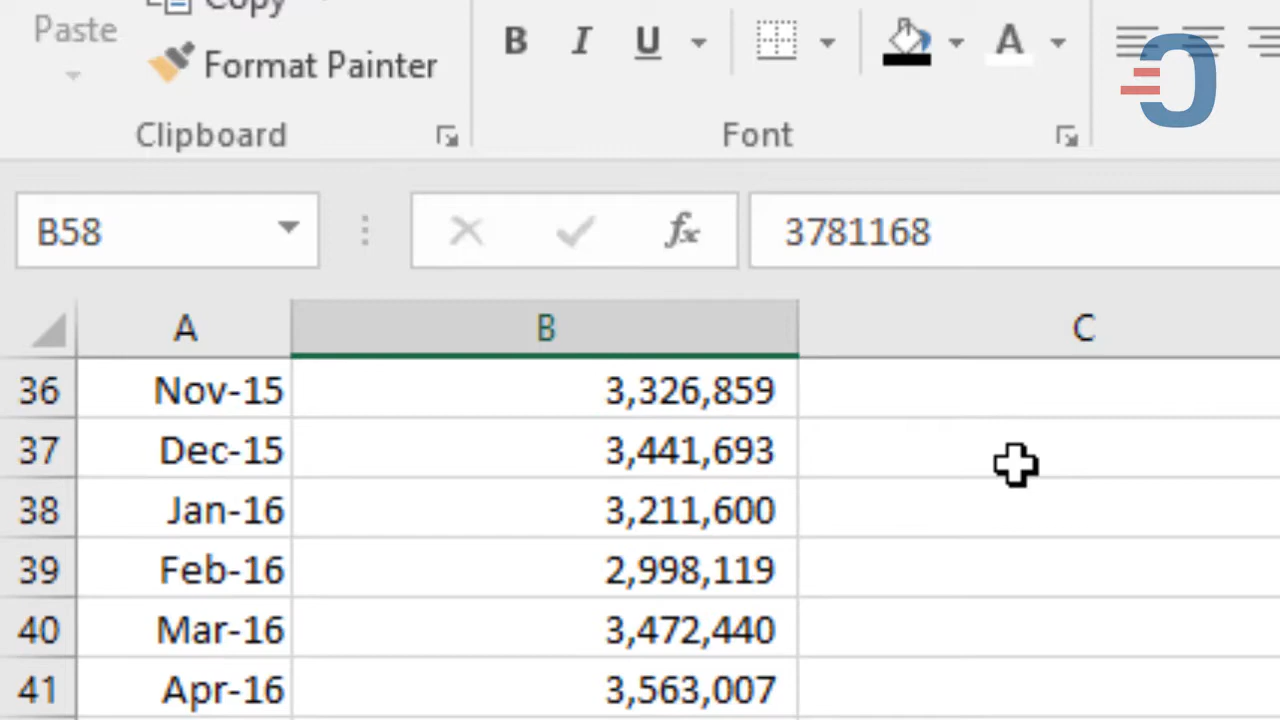 Copy
Paste
Format Painter
B I U A
Clipboard Font
B58 fx 3781168
A B C
36 Nov-15 3,326,859
37 Dec-15 3,441,693
38 Jan-16 3,211,600
39 Feb-16 2,998,119
40 Mar-16 3,472,440
41 Apr-16 3,563,007